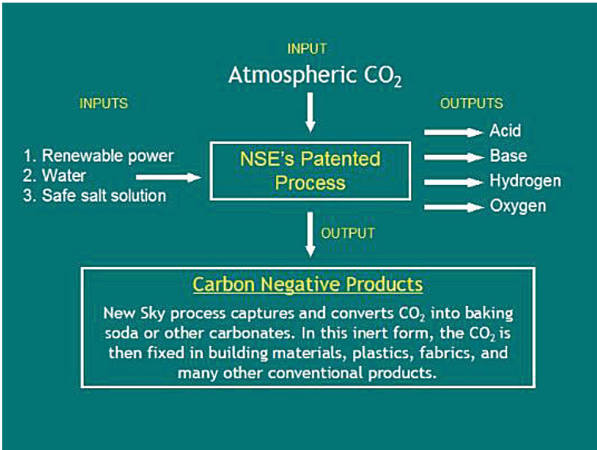 INPUT
Atmospheric CO₂
INPUTS
OUTPUTS
1. Renewable power
2. Water
3. Safe salt solution
NSE's Patented
Process
Acid
Base
Hydrogen
Oxygen
OUTPUT
Carbon Negative Products
New Sky process captures and converts CO₂ into baking
soda or other carbonates. In this inert form, the CO₂ is
then fixed in building materials, plastics, fabrics, and
many other conventional products.